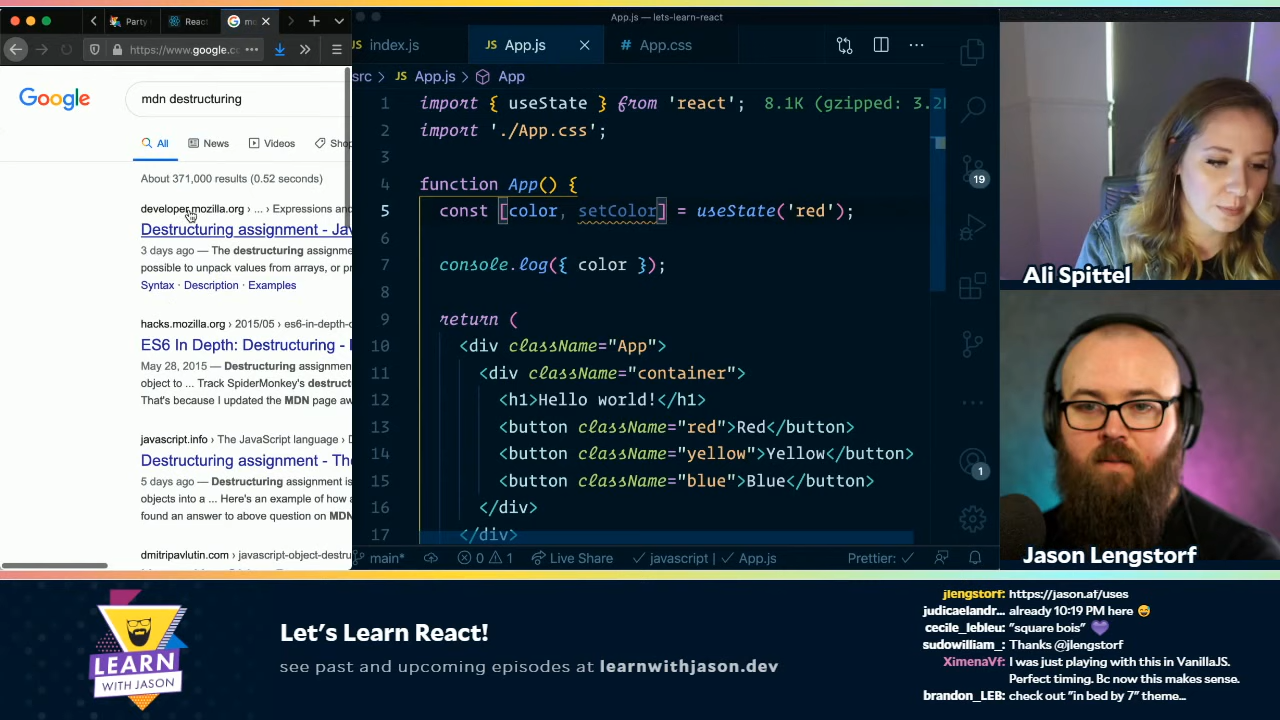 Party
React
m
https://www.google.c
Google
mdn destructuring
All
News
Videos
Shop
About 371,000 results (0.52 seconds)
developer.mozilla.org › ... › Expressions and
Destructuring assignment - Ja
3 days ago — The destructuring assignme
possible to unpack values from arrays, or pr
Syntax · Description · Examples
hacks.mozilla.org › 2015/05 › es6-in-depth-d
ES6 In Depth: Destructuring -
May 28, 2015 — Destructuring assignment
object to ... Track SpiderMonkey's destruct
That's because I updated the MDN page aw
javascript.info › The JavaScript language ›
Destructuring assignment - The
5 days ago — Destructuring assignment is
objects into a ... Here's an example of how a
found an answer to above question on MDN
dmitripavlutin.com › javascript-object-destru
App.js — lets-learn-react
JS index.js
JS App.js
# App.css
src > JS App.js > App
1 import { useState } from 'react'; 8.1K (gzipped: 3.2
2 import './App.css';
3
4 function App() {
5 const [color, setColor] = useState('red');
6
7 console.log({ color });
8
9 return (
10 <div className="App">
11 <div className="container">
12 <h1>Hello world!</h1>
13 <button class="red">Red</button>
14 <button class="yellow">Yellow</button>
15 <button class="blue">Blue</button>
16 </div>
17 </div>
19
1
main*
0
1
Live Share
javascript | ✓ App.js
Prettier: ✓
Ali Spittel
Jason Lengstorf
LEARN
WITH JASON
Let's Learn React!
see past and upcoming episodes at learnwithjason.dev
jlengstorf: https://jason.af/uses
judicaelandr... already 10:19 PM here 😄
cecile_lebleu: "square bois" 💜
sudowilliam_: Thanks @jlengstorf
XimenaVf: I was just playing with this in VanillaJS.
Perfect timing. Bc now this makes sense.
brandon_LEB: check out "in bed by 7" theme...